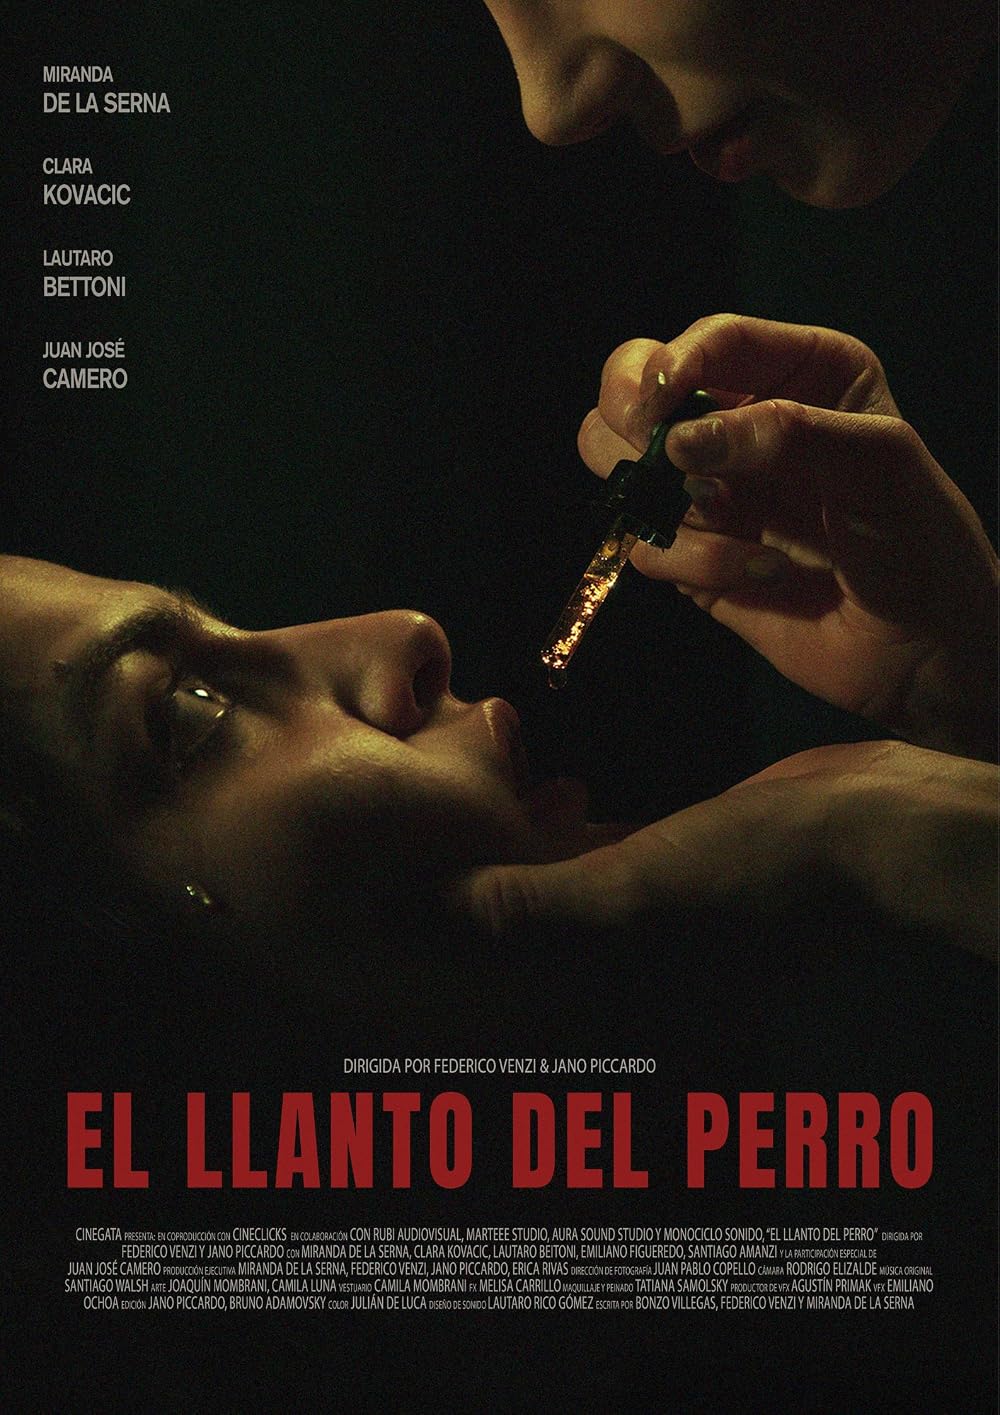 MIRANDA
DE LA SERNA
CLARA
KOVACIC
LAUTARO
BETTONI
JUAN JOSÉ
CAMERO
DIRIGIDA POR FEDERICO VENZI & JANO PICCARDO
EL LLANTO DEL PERRO
CINEGATA PRESENTA: EN COPRODUCCIÓN CON CINECLICKS EN COLABORACIÓN CON RUBI AUDIOVISUAL, MARTEEE STUDIO, AURA SOUND STUDIO Y MONOCICLO SONIDO, "EL LLANTO DEL PERRO" DIRIGIDA POR
FEDERICO VENZI Y JANO PICCARDO CON MIRANDA DE LA SERNA, CLARA KOVACIC, LAUTARO BEITONI, EMILIANO FIGUEREDO, SANTIAGO AMANZI Y LA PARTICIPACIÓN ESPECIAL DE
JUAN JOSÉ CAMERO PRODUCCIÓN EJECUTIVA MIRANDA DE LA SERNA, FEDERICO VENZI, JANO PICCARDO, ERICA RIVAS DIRECCIÓN DE FOTOGRAFÍA JUAN PABLO COPELLO CÁMARA RODRIGO ELIZALDE MÚSICA ORIGINAL
SANTIAGO WALSH ARTE JOAQUÍN MOMBRANI, CAMILA LUNA VESTUARIO CAMILA MOMBRANI FX MELISA CARRILLO MAQUILLAJE Y PEINADO TATIANA SAMOLSKY PRODUCTOR DE VFX AGUSTÍN PRIMAK VFX EMILIANO
OCHOA EDICIÓN JANO PICCARDO, BRUNO ADAMOVSKY COLOR JULIÁN DE LUCA DISEÑO DE SONIDO LAUTARO RICO GÓMEZ ESCRITA POR BONZO VILLEGAS, FEDERICO VENZI Y MIRANDA DE LA SERNA